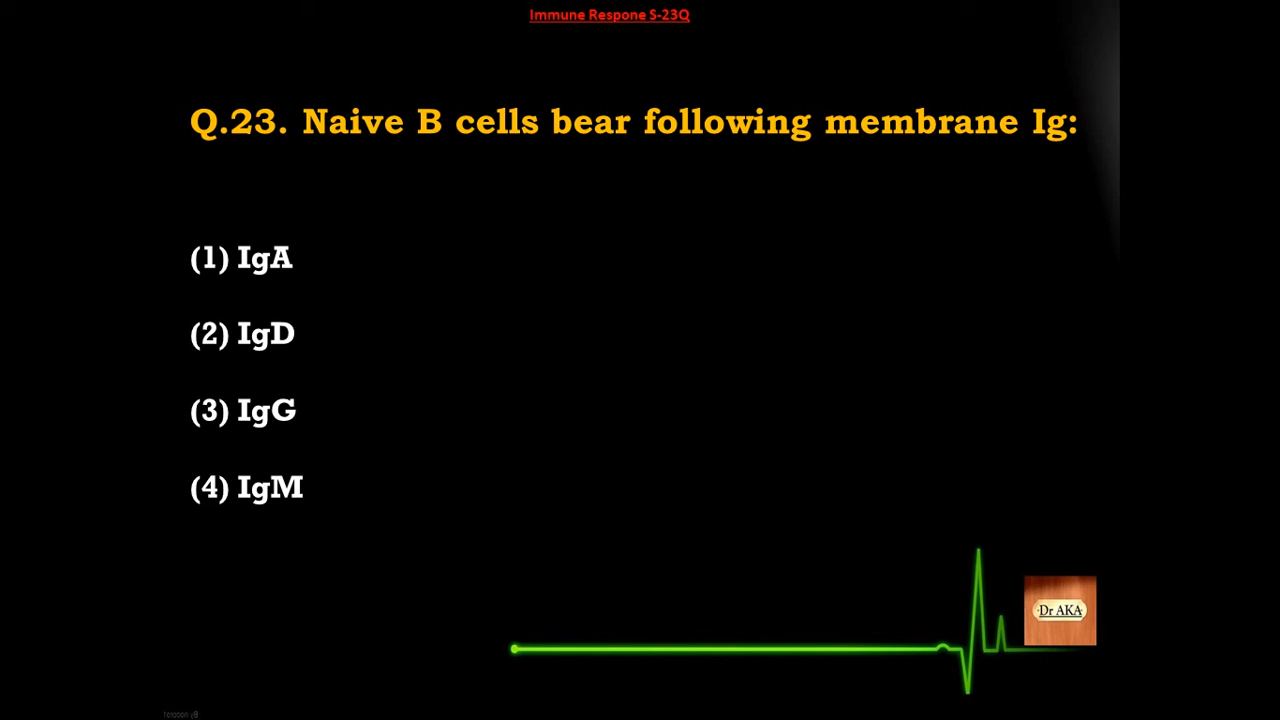 Immune Respone S-23Q
Q.23. Naive B cells bear following membrane Ig:
(1) IgA
(2) IgD
(3) IgG
(4) IgM
Dr AKA